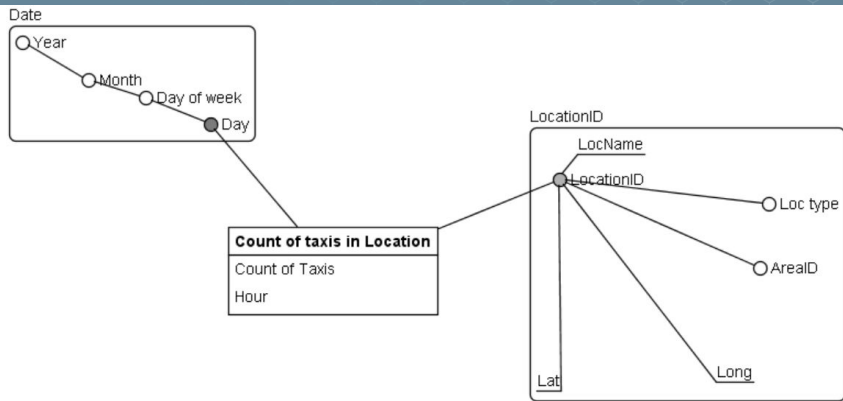 Date
Year
Month
Day of week
Day
LocationID
LocName
LocationID
Loc type
AreaID
Long
Lat
Count of taxis in Location
Count of Taxis
Hour